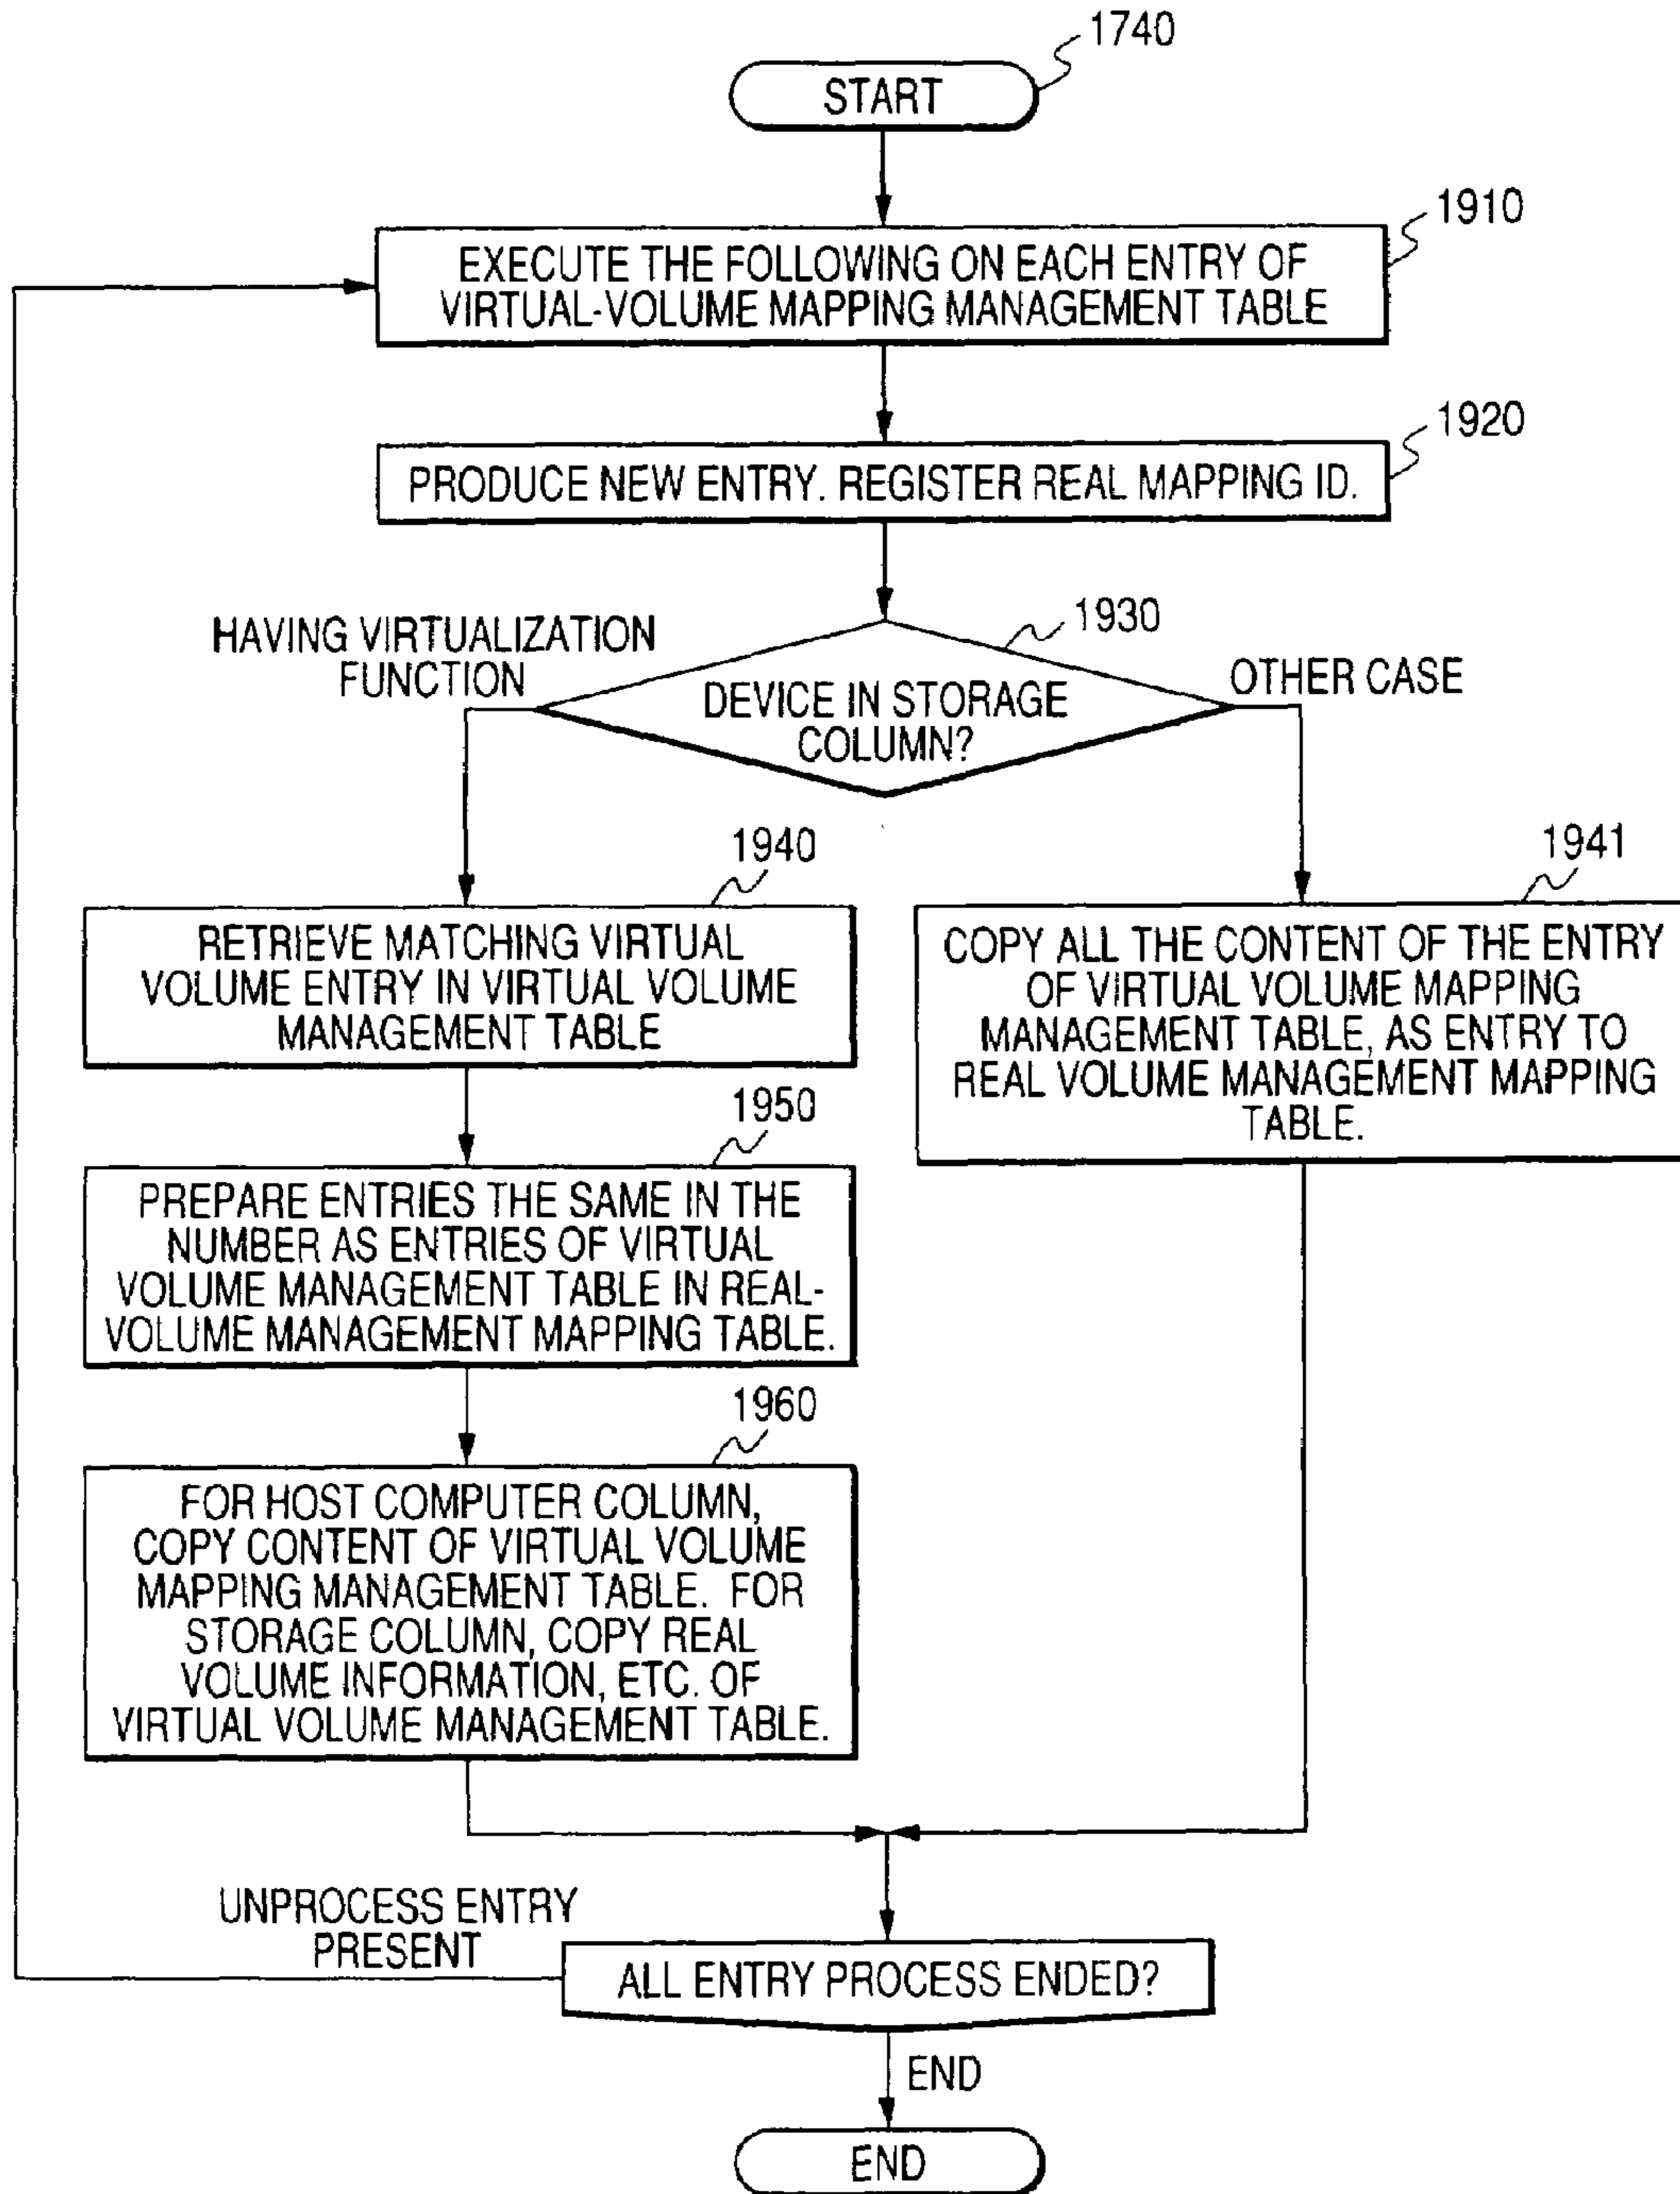 1740
START
1910
EXECUTE THE FOLLOWING ON EACH ENTRY OF
VIRTUAL-VOLUME MAPPING MANAGEMENT TABLE
1920
PRODUCE NEW ENTRY. REGISTER REAL MAPPING ID.
1930
HAVING VIRTUALIZATION
FUNCTION
DEVICE IN STORAGE
COLUMN?
OTHER CASE
1940
RETRIEVE MATCHING VIRTUAL
VOLUME ENTRY IN VIRTUAL VOLUME
MANAGEMENT TABLE
1941
COPY ALL THE CONTENT OF THE ENTRY
OF VIRTUAL VOLUME MAPPING
MANAGEMENT TABLE, AS ENTRY TO
REAL VOLUME MANAGEMENT MAPPING
TABLE.
1950
PREPARE ENTRIES THE SAME IN THE
NUMBER AS ENTRIES OF VIRTUAL
VOLUME MANAGEMENT TABLE IN REAL-
VOLUME MANAGEMENT MAPPING TABLE.
1960
FOR HOST COMPUTER COLUMN,
COPY CONTENT OF VIRTUAL VOLUME
MAPPING MANAGEMENT TABLE. FOR
STORAGE COLUMN, COPY REAL
VOLUME INFORMATION, ETC. OF
VIRTUAL VOLUME MANAGEMENT TABLE.
UNPROCESS ENTRY
PRESENT
ALL ENTRY PROCESS ENDED?
END
END